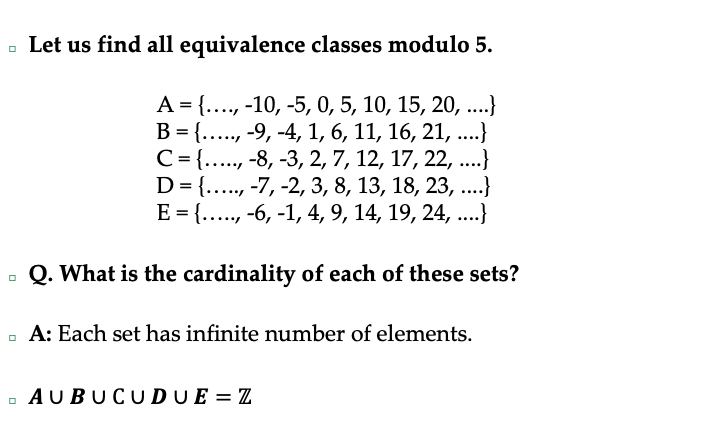 Let us find all equivalence classes modulo 5.
A = {…., -10, -5, 0, 5, 10, 15, 20, ....}
B = {….., -9, -4, 1, 6, 11, 16, 21, ....}
C = {….., -8, -3, 2, 7, 12, 17, 22, ....}
D = {….., -7, -2, 3, 8, 13, 18, 23, ....}
E = {….., -6, -1, 4, 9, 14, 19, 24, ....}
Q. What is the cardinality of each of these sets?
A: Each set has infinite number of elements.
A ∪ B ∪ C ∪ D ∪ E = ℤ